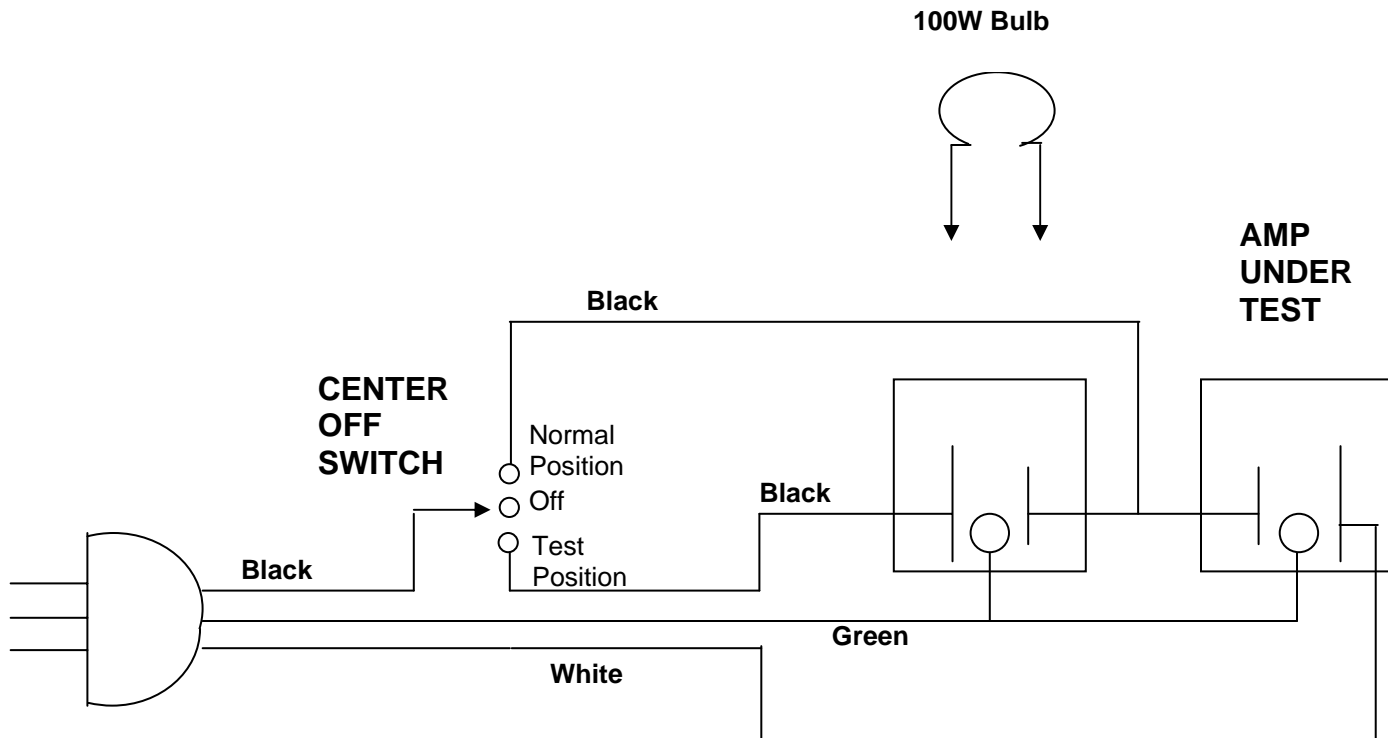 100W Bulb
AMP
UNDER
TEST
Black
CENTER
OFF
SWITCH
Normal
Position
Off
Test
Position
Black
Black
Green
White